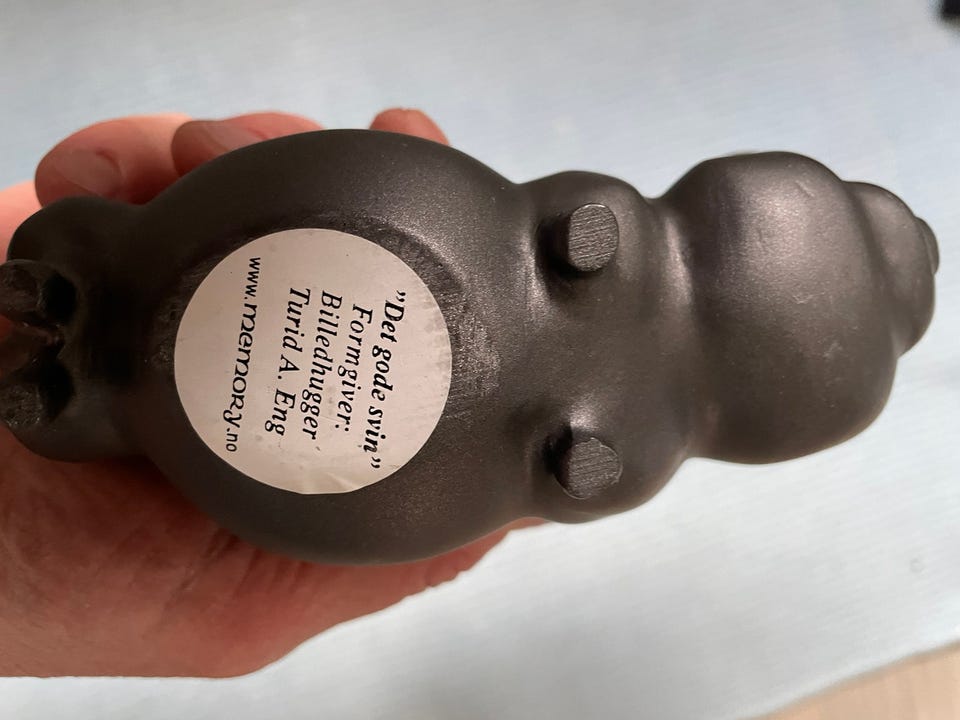 ”Det gode svin”
Formgiver:
Billedhugger
Turid A. Eng
www.memory.no